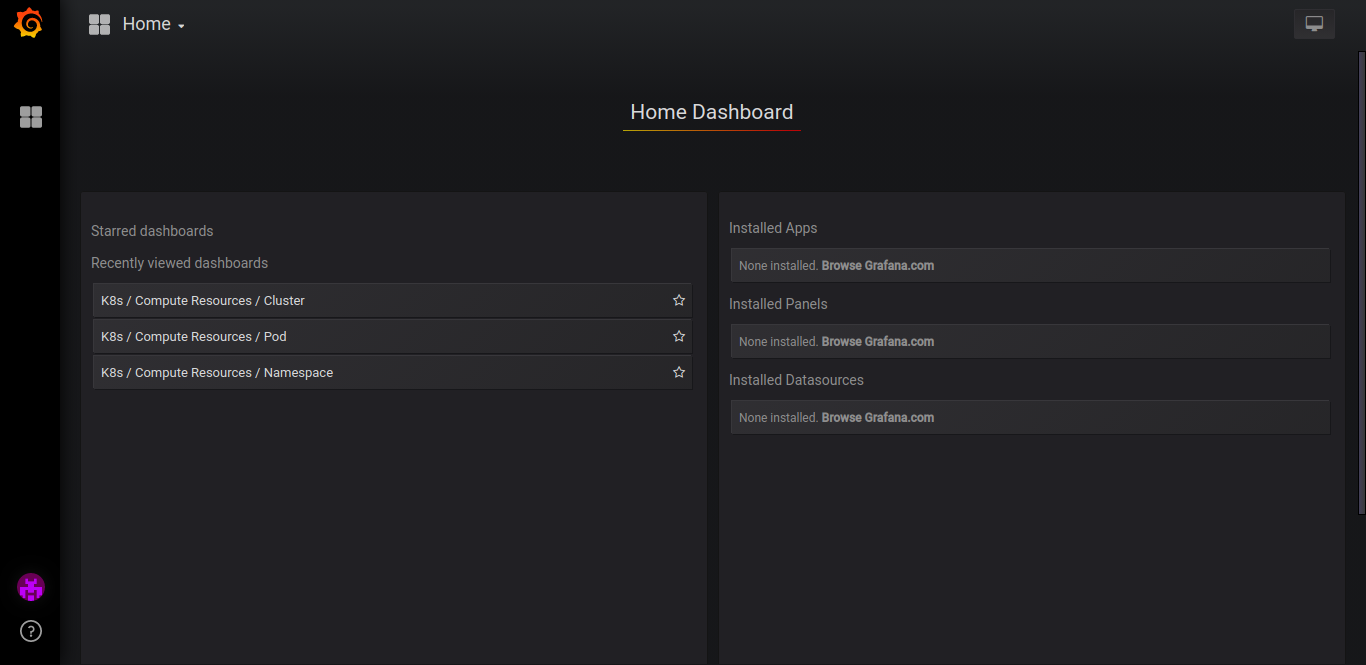 Home
Home Dashboard
Starred dashboards
Recently viewed dashboards
K8s / Compute Resources / Cluster
K8s / Compute Resources / Pod
K8s / Compute Resources / Namespace
Installed Apps
None installed. Browse Grafana.com
Installed Panels
None installed. Browse Grafana.com
Installed Datasources
None installed. Browse Grafana.com
?